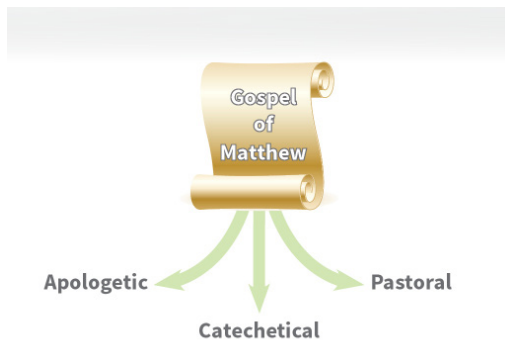 Gospel
of
Matthew
Apologetic
Pastoral
Catechetical